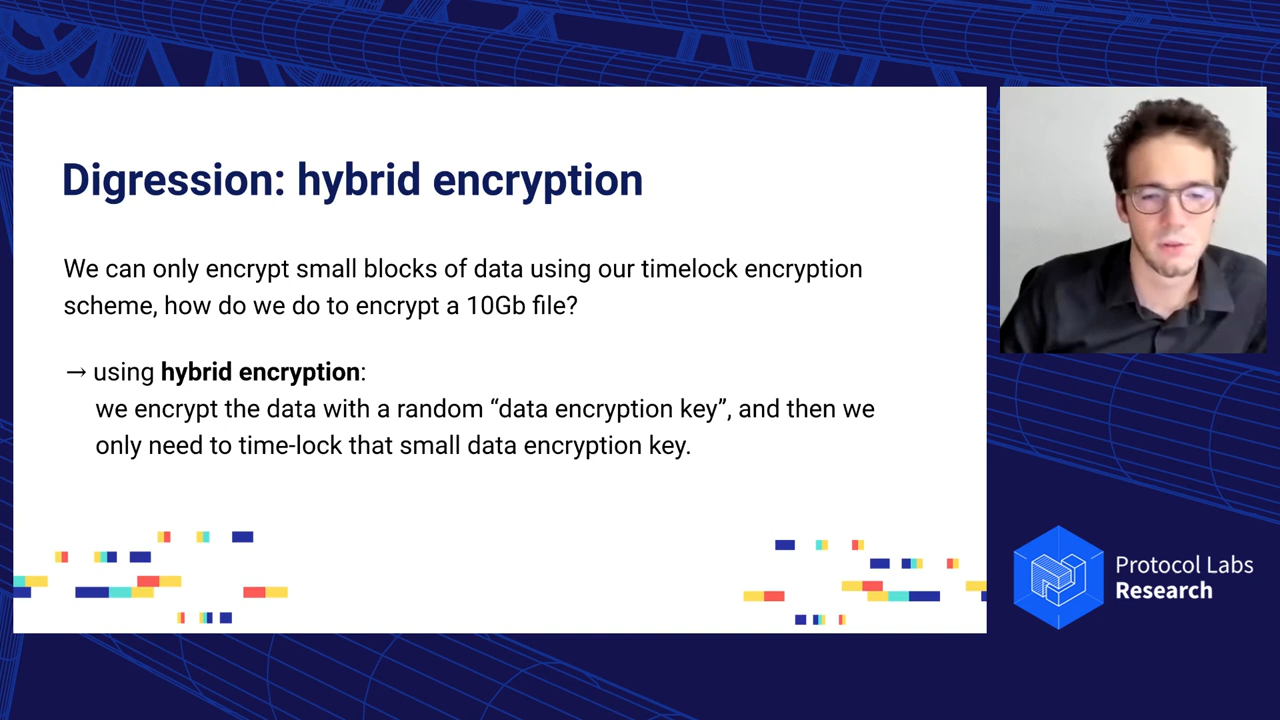 Digression: hybrid encryption
We can only encrypt small blocks of data using our timelock encryption
scheme, how do we do to encrypt a 10Gb file?
→ using hybrid encryption:
we encrypt the data with a random “data encryption key”, and then we
only need to time-lock that small data encryption key.
Protocol Labs
Research